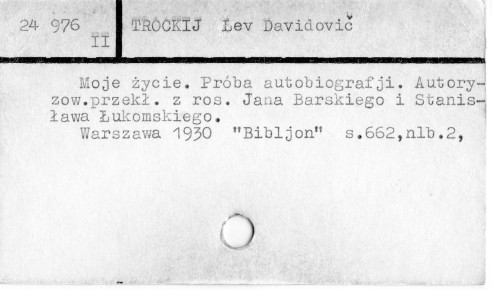 24 976
II
TROCKIJ Lev Davidovič
Moje życie. Próba autobiografji. Autory-
zow.przekł. z ros. Jana Barskiego i Stanis-
ława Łukomskiego.
Warszawa 1930 "Bibljon" s.662,nlb.2,